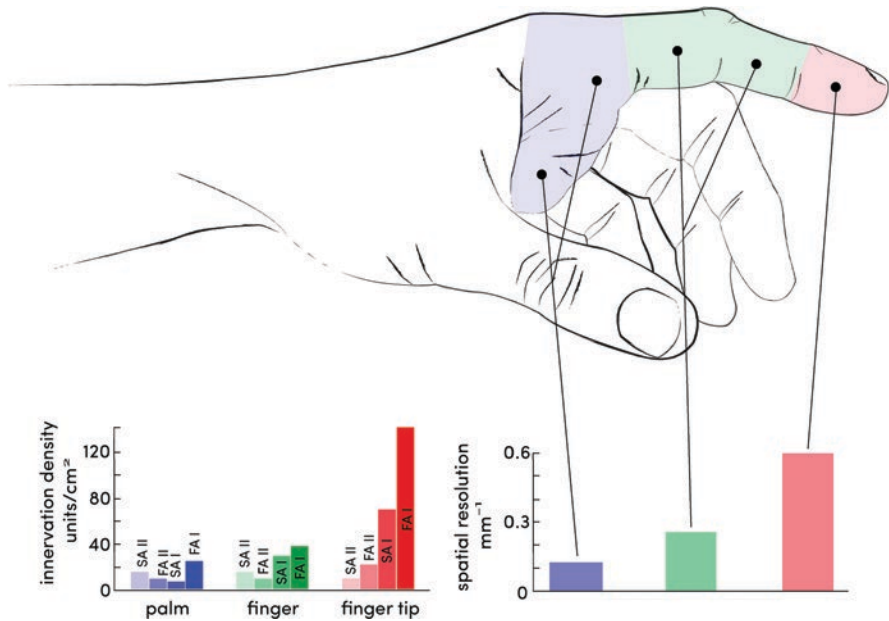 innervation density
units/cm²
120
80
40
0
SA II
FA II
SA I
FA I
SA II
FA II
SA I
FA I
SA II
FA II
SA I
FA I
palm
finger
finger tip
spatial resolution
mm⁻¹
0.6
0.3
0